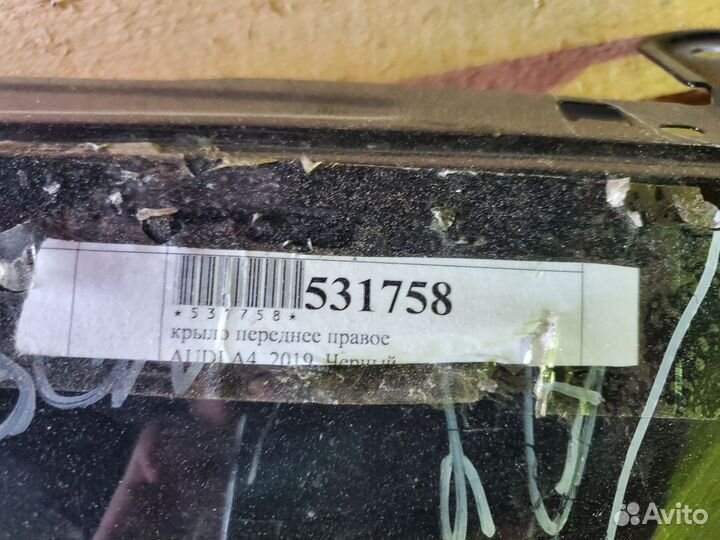 531758
*531758*
крыло переднее правое
AUDI A4, 2019, Черный
Avito